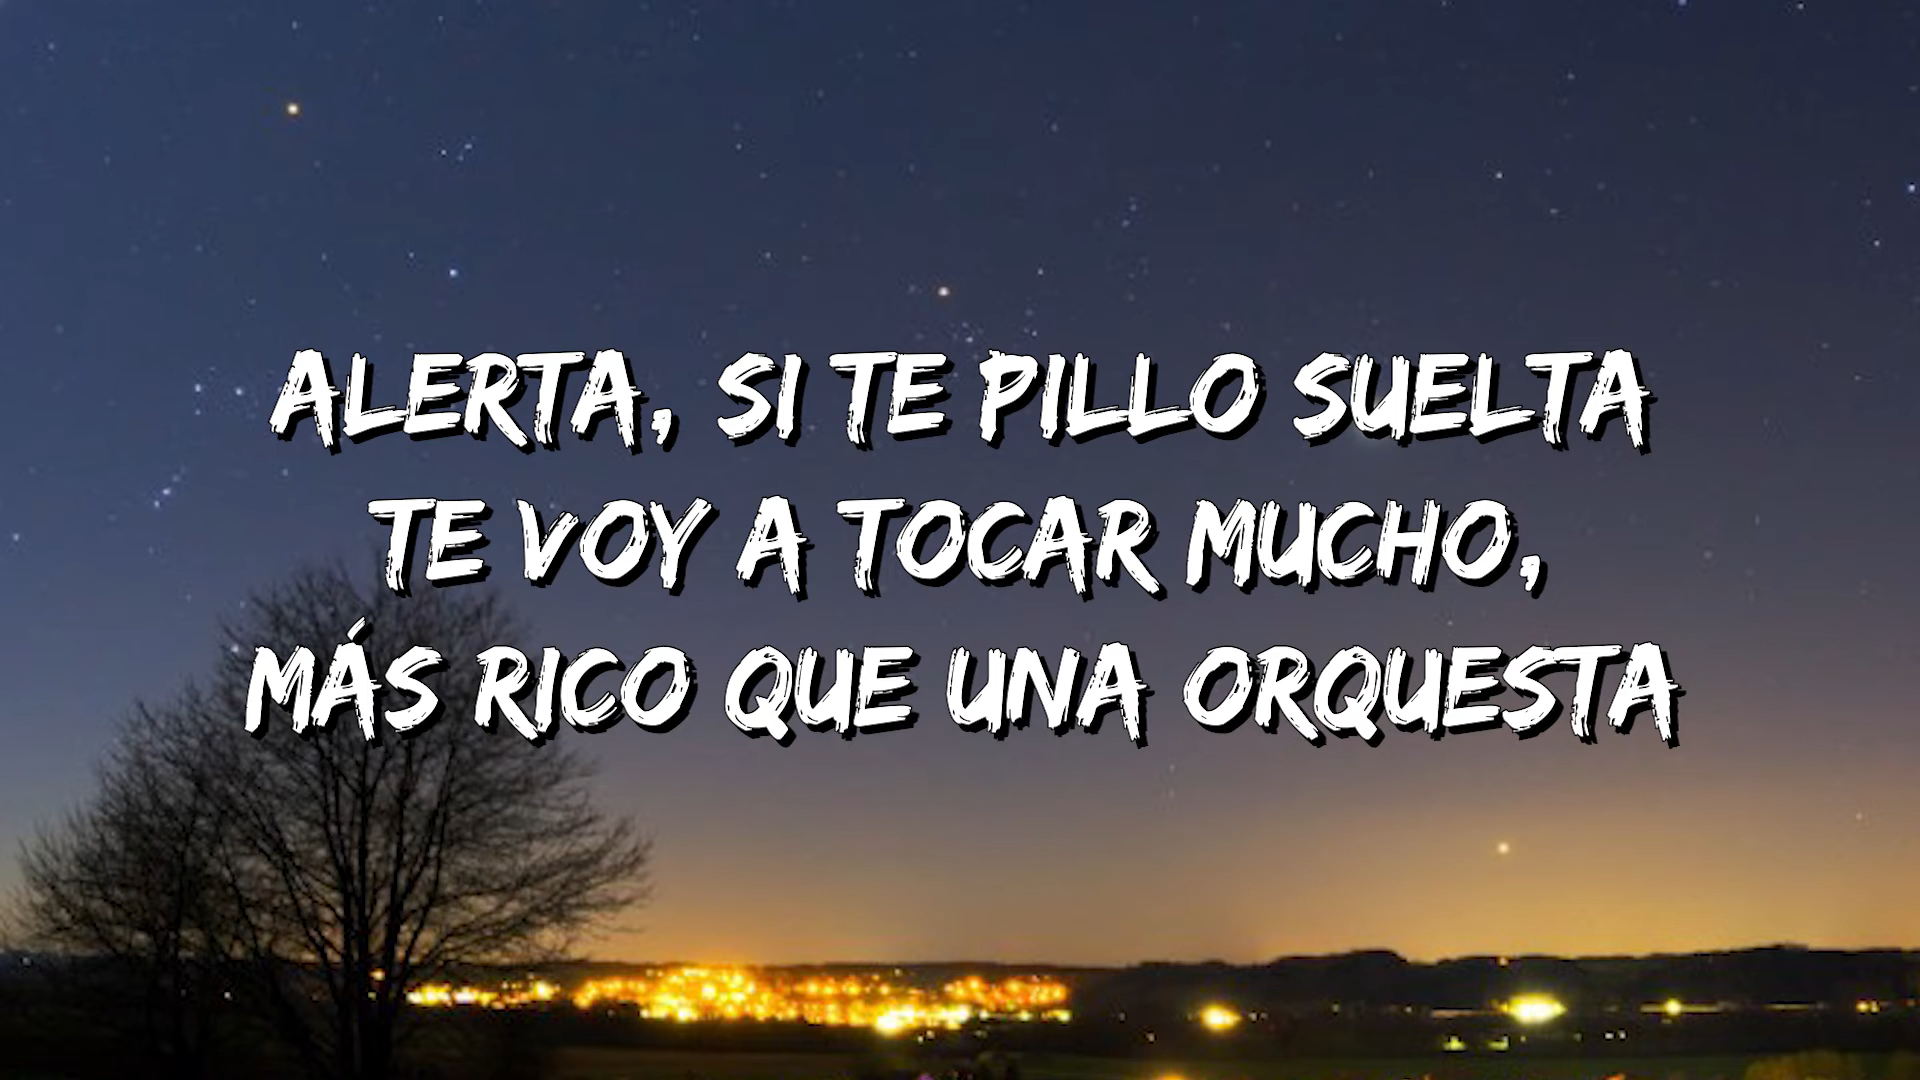 ALERTA, SI TE PILLO SUELTA
TE VOY A TOCAR MUCHO,
MÁS RICO QUE UNA ORQUESTA